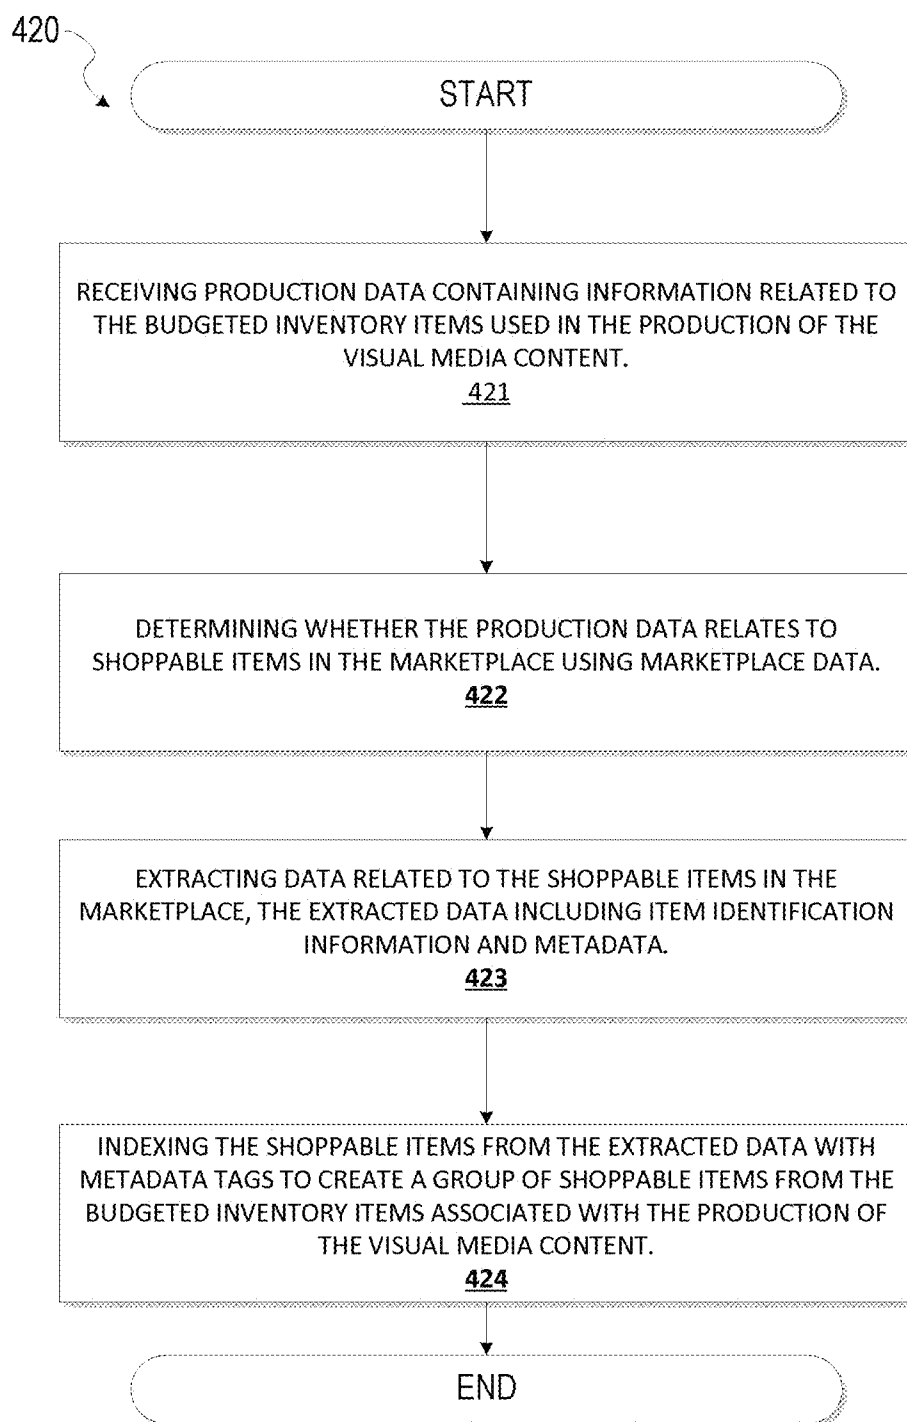 420
START
RECEIVING PRODUCTION DATA CONTAINING INFORMATION RELATED TO
THE BUDGETED INVENTORY ITEMS USED IN THE PRODUCTION OF THE
VISUAL MEDIA CONTENT.
421
DETERMINING WHETHER THE PRODUCTION DATA RELATES TO
SHOPPABLE ITEMS IN THE MARKETPLACE USING MARKETPLACE DATA.
422
EXTRACTING DATA RELATED TO THE SHOPPABLE ITEMS IN THE
MARKETPLACE, THE EXTRACTED DATA INCLUDING ITEM IDENTIFICATION
INFORMATION AND METADATA.
423
INDEXING THE SHOPPABLE ITEMS FROM THE EXTRACTED DATA WITH
METADATA TAGS TO CREATE A GROUP OF SHOPPABLE ITEMS FROM THE
BUDGETED INVENTORY ITEMS ASSOCIATED WITH THE PRODUCTION OF
THE VISUAL MEDIA CONTENT.
424
END